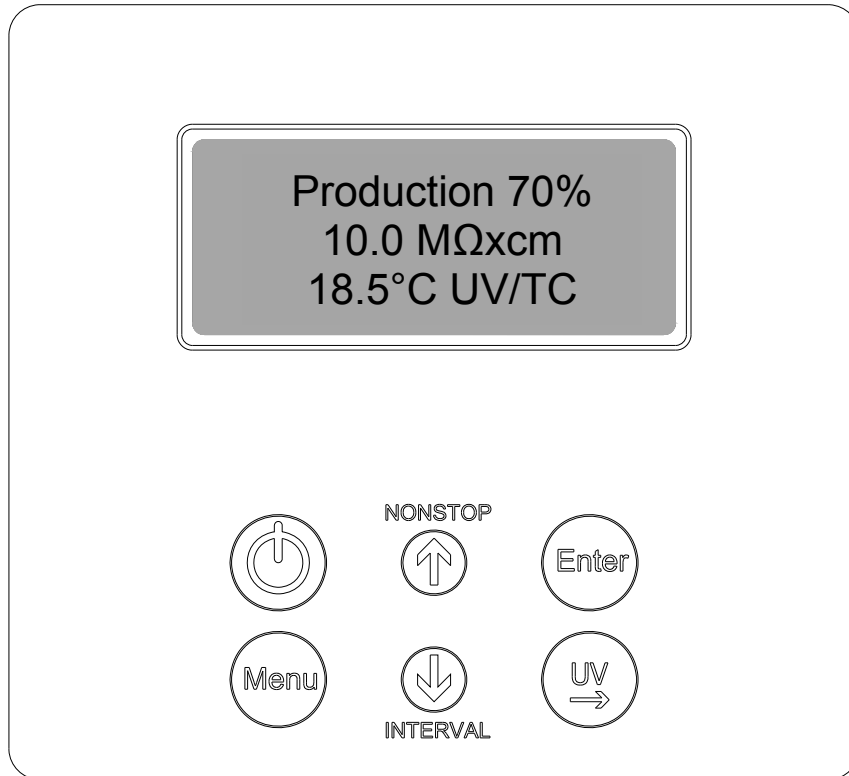 Production 70%
10.0 MΩxcm
18.5°C UV/TC
NONSTOP
Enter
Menu
UV
INTERVAL